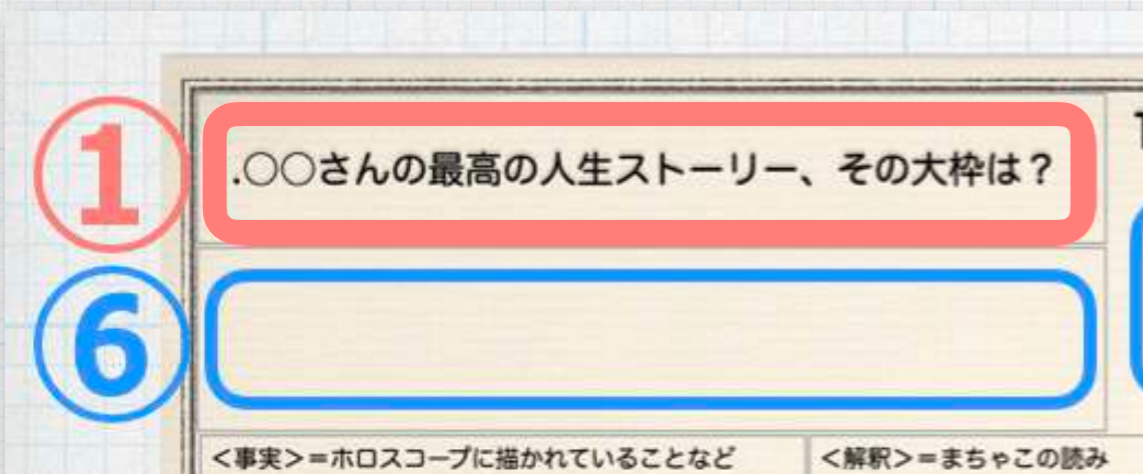 ①
.○○さんの最高の人生ストーリー、その大枠は？
⑥
<事実>=ホロスコープに描かれていることなど
<解釈>=まちゃこの読み